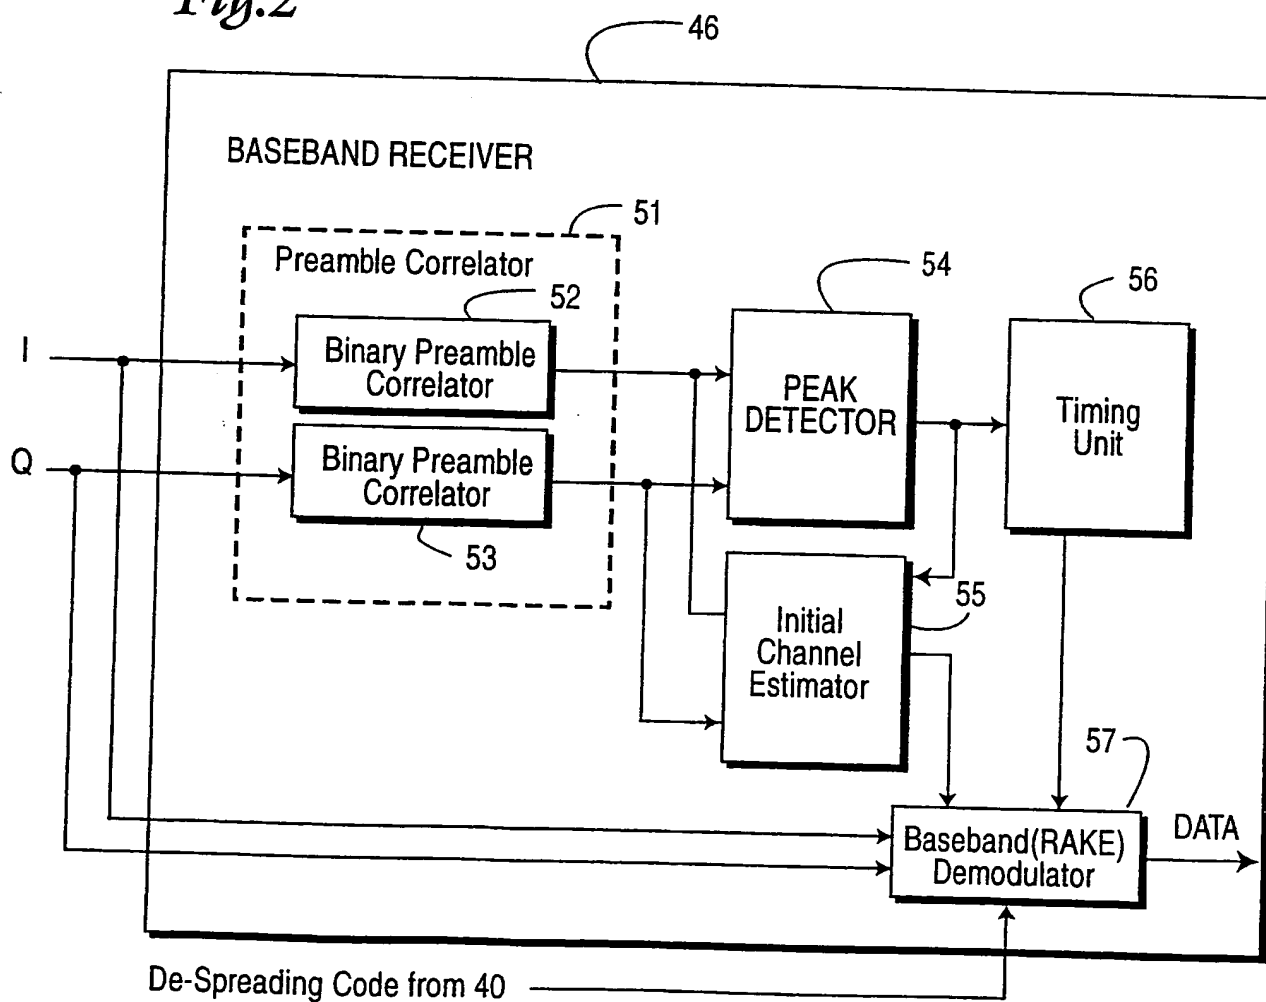 Fig.2
46
BASEBAND RECEIVER
51
Preamble Correlator
52
54
56
I
Binary Preamble
Correlator
PEAK
DETECTOR
Timing
Unit
Q
Binary Preamble
Correlator
53
55
Initial
Channel
Estimator
57
Baseband(RAKE)
Demodulator
DATA
De-Spreading Code from 40